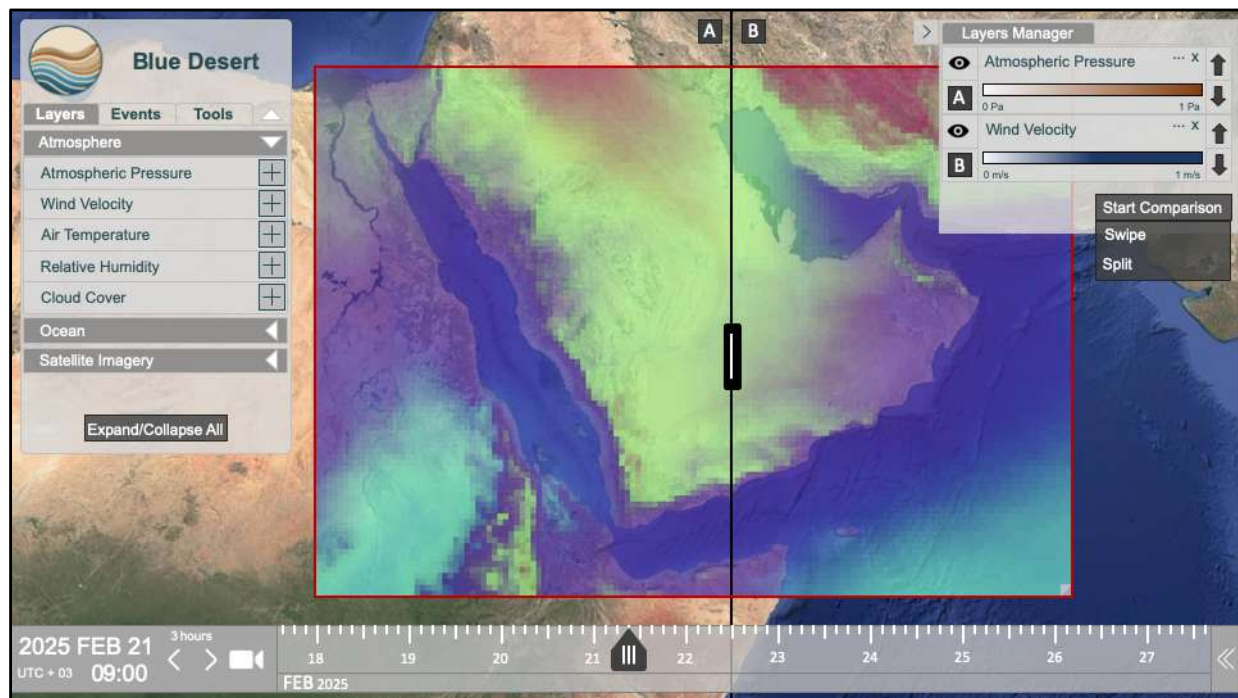 Blue Desert
Layers Events Tools
Atmosphere
Atmospheric Pressure
Wind Velocity
Air Temperature
Relative Humidity
Cloud Cover
Ocean
Satellite Imagery
Expand/Collapse All
A B
Layers Manager
Atmospheric Pressure ... X
A
0 Pa 1 Pa
Wind Velocity ... X
B
0 m/s 1 m/s
Start Comparison
Swipe
Split
2025 FEB 21
UTC + 03 09:00
3 hours
18 19 20 21 22 23 24 25 26 27
FEB 2025